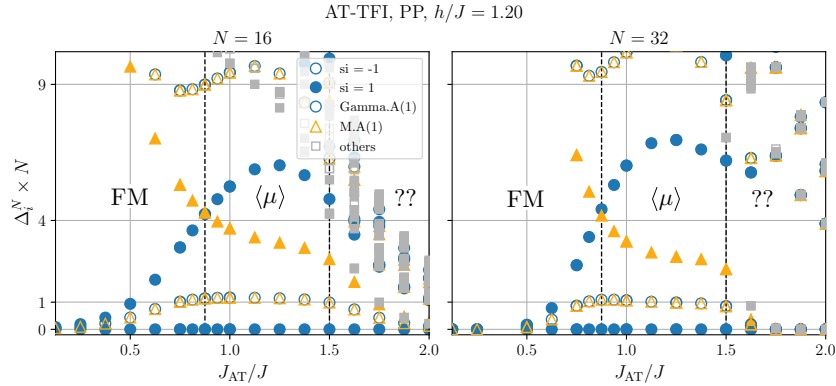 AT-TFI, PP, h/J = 1.20
N = 16
N = 32
Δ_i^N × N
9
4
1
0
FM
⟨μ⟩
??
si = -1
si = 1
Gamma.A(1)
M.A(1)
others
FM
⟨μ⟩
??
0.5
1.0
1.5
2.0
0.5
1.0
1.5
2.0
J_AT/J
J_AT/J